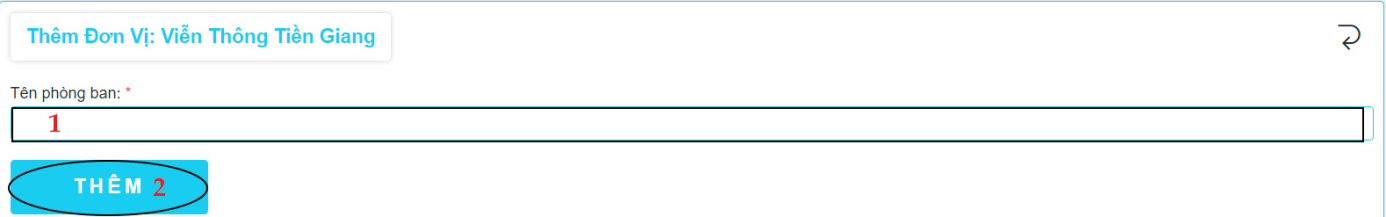 Thêm Đơn Vị: Viễn Thông Tiền Giang
Tên phòng ban: *
1
THÊM 2